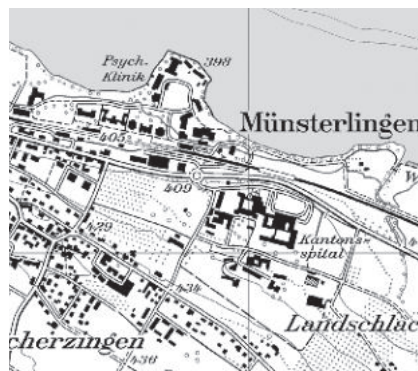 Psych.
Klinik
398
405
Münsterlingen
409
429
Kantons-
spital
434
Landschlac
cherzingen
436